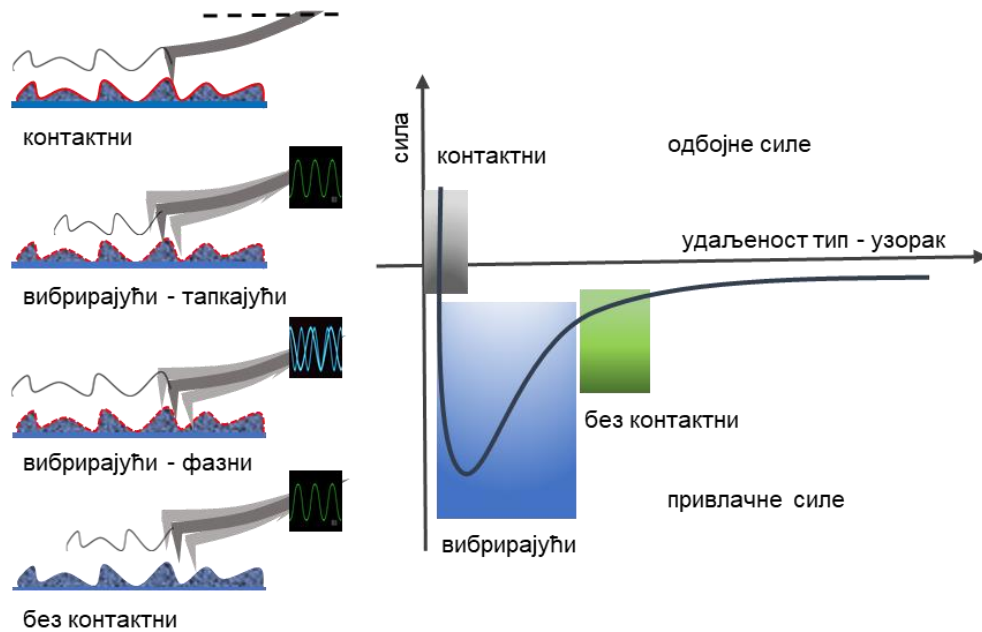 контактни
вибрирајући - тапкајући
вибрирајући - фазни
без контактни
сила
контактни
одбојне силе
удаљеност тип - узорак
без контактни
привлачне силе
вибрирајући